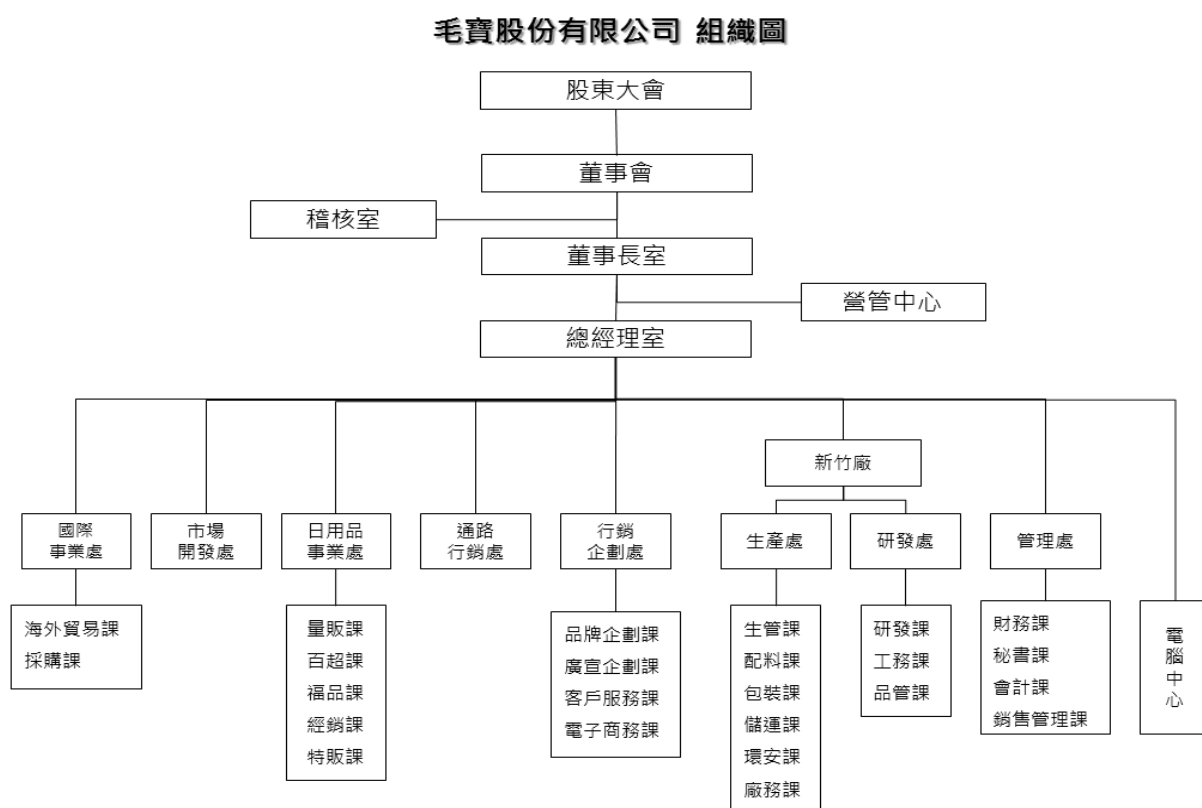 毛寶股份有限公司 組織圖
股東大會
董事會
稽核室
董事長室
營管中心
總經理室
新竹廠
國際
事業處
市場
開發處
日用品
事業處
通路
行銷處
行銷
企劃處
生產處
研發處
管理處
海外貿易課
採購課
量販課
百超課
福品課
經銷課
特販課
品牌企劃課
廣宣企劃課
客戶服務課
電子商務課
生管課
配料課
包裝課
儲運課
環安課
廠務課
研發課
工務課
品管課
財務課
秘書課
會計課
銷售管理課
電腦中心